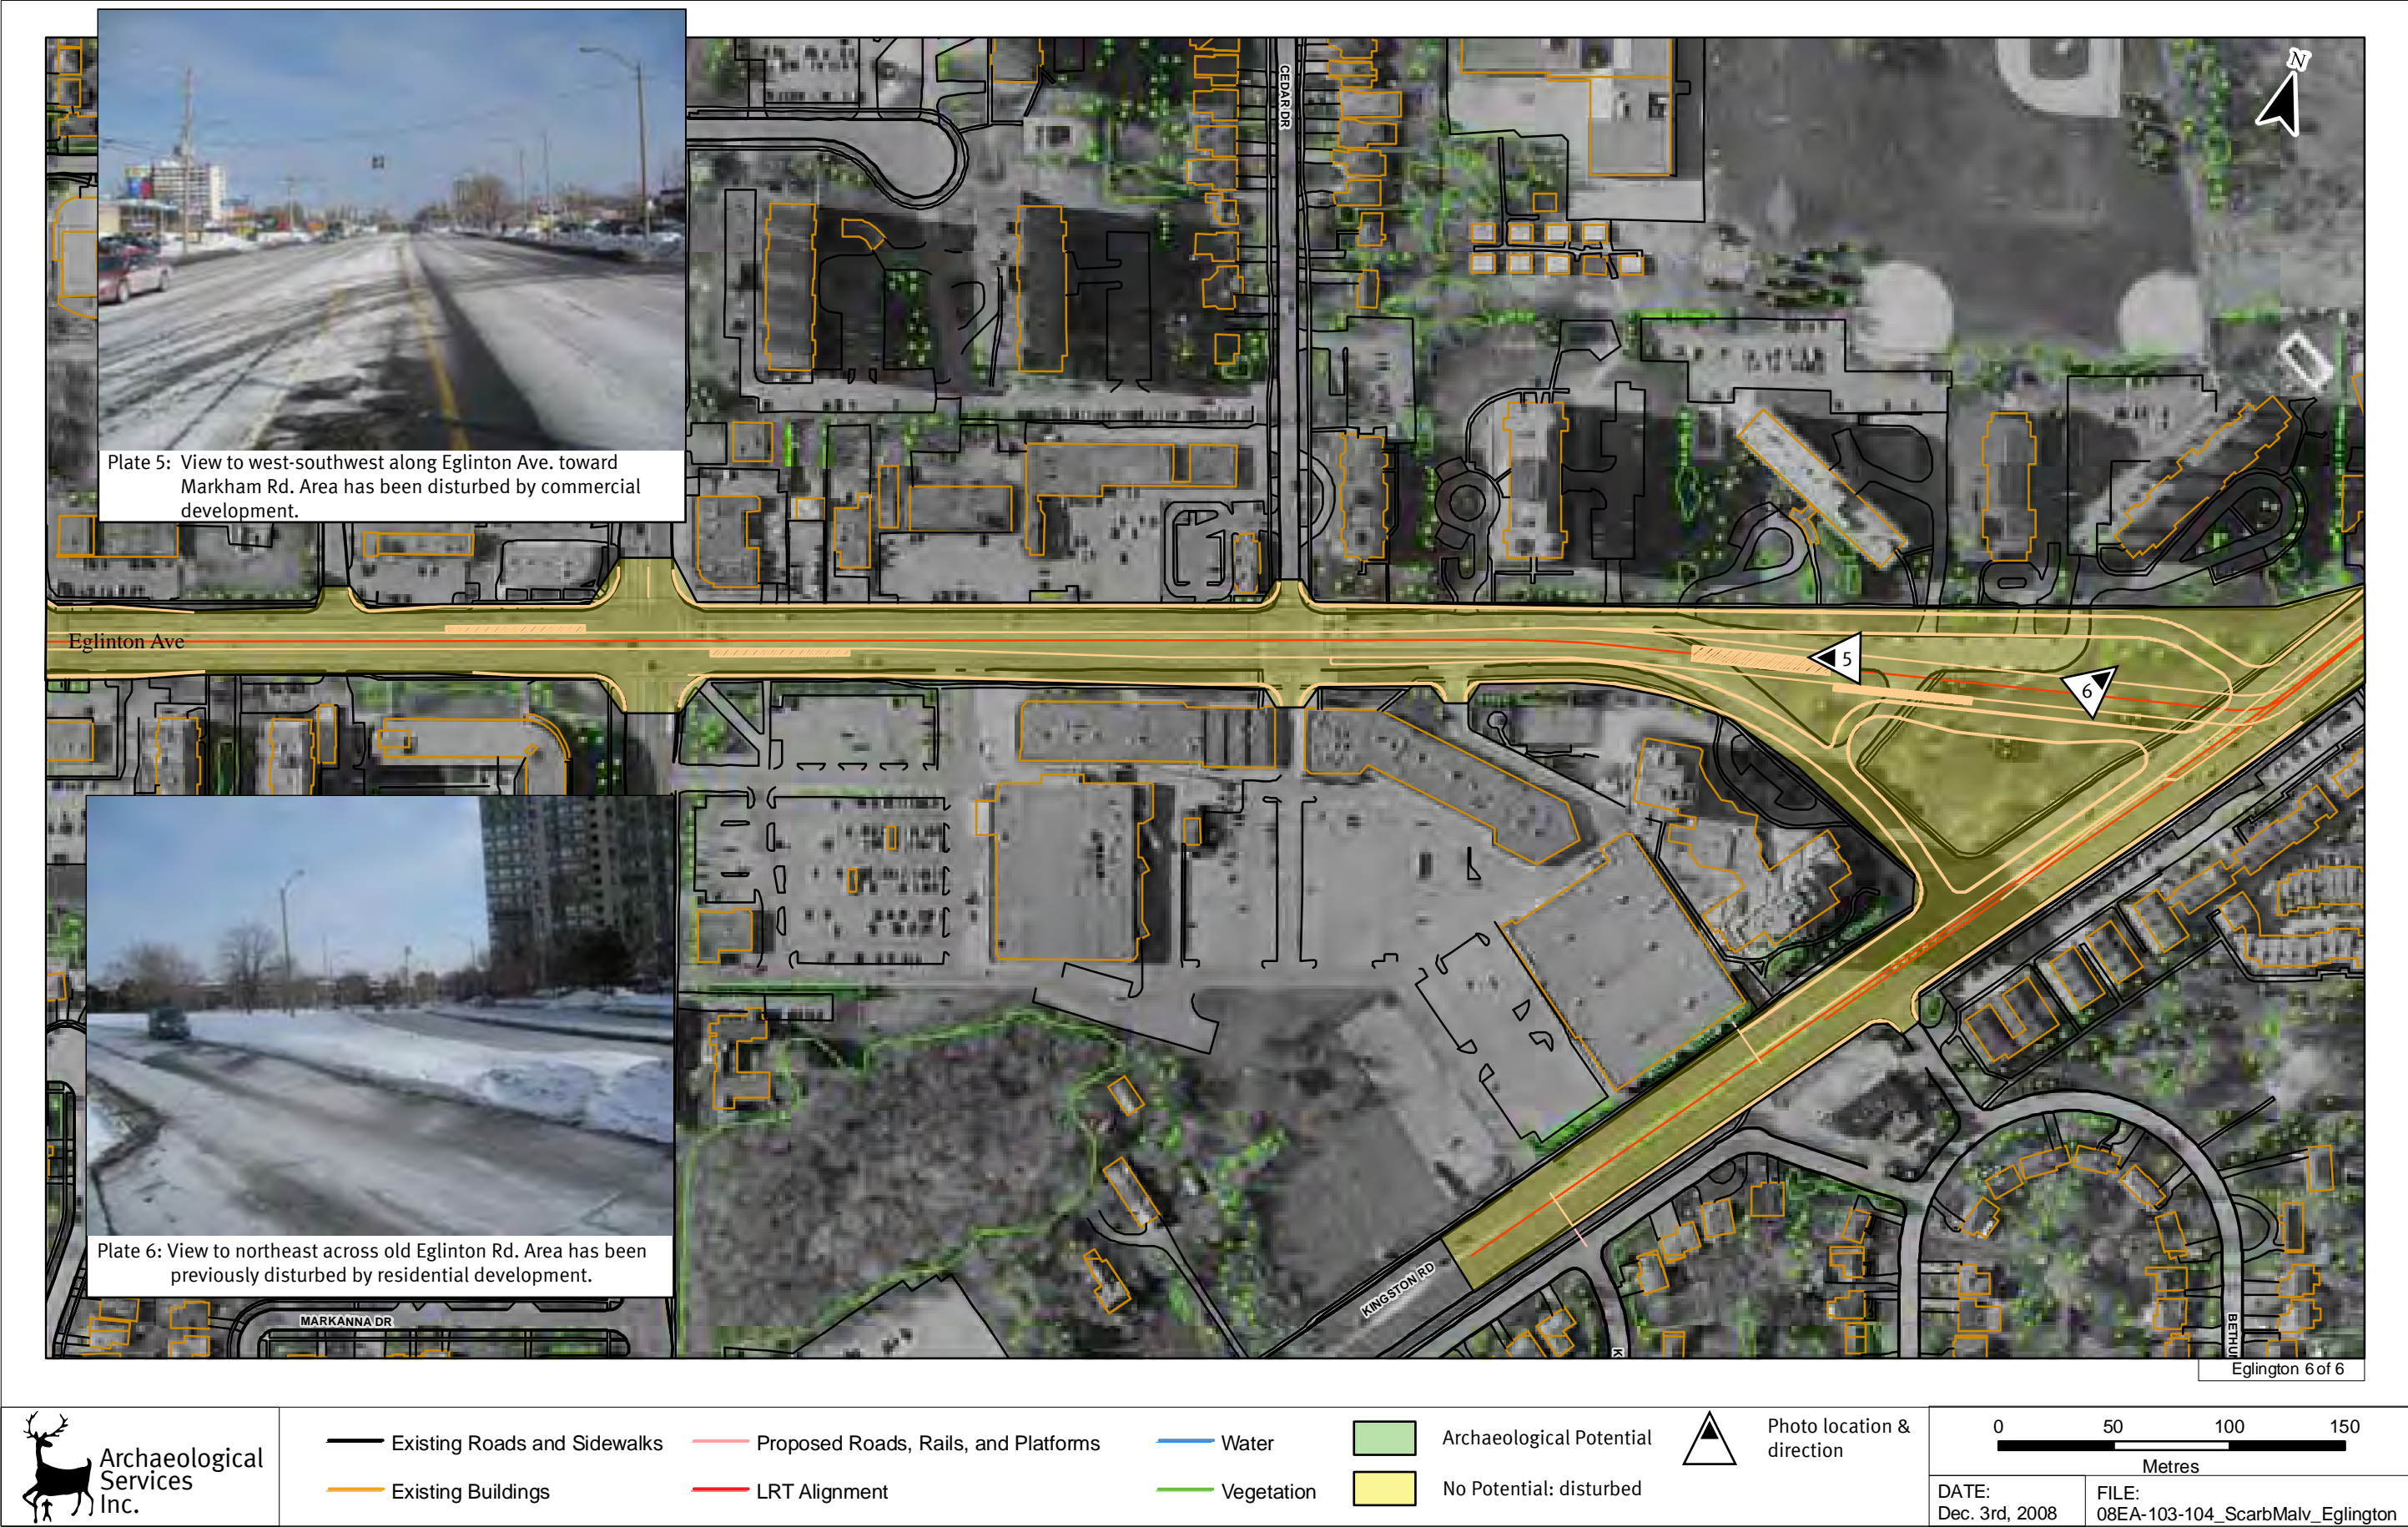 N
CEDAR DR
Plate 5: View to west-southwest along Eglinton Ave. toward
Markham Rd. Area has been disturbed by commercial
development.
Eglinton Ave
5
6
Plate 6: View to northeast across old Eglinton Rd. Area has been
previously disturbed by residential development.
KINGSTON RD
MARKANNA DR
K
BETHU
Eglington 6 of 6
Archaeological
Services
Inc.
Existing Roads and Sidewalks
Existing Buildings
Proposed Roads, Rails, and Platforms
LRT Alignment
Water
Vegetation
Archaeological Potential
No Potential: disturbed
Photo location &
direction
0 50 100 150
Metres
DATE:
Dec. 3rd, 2008
FILE:
08EA-103-104_ScarbMalv_Eglington